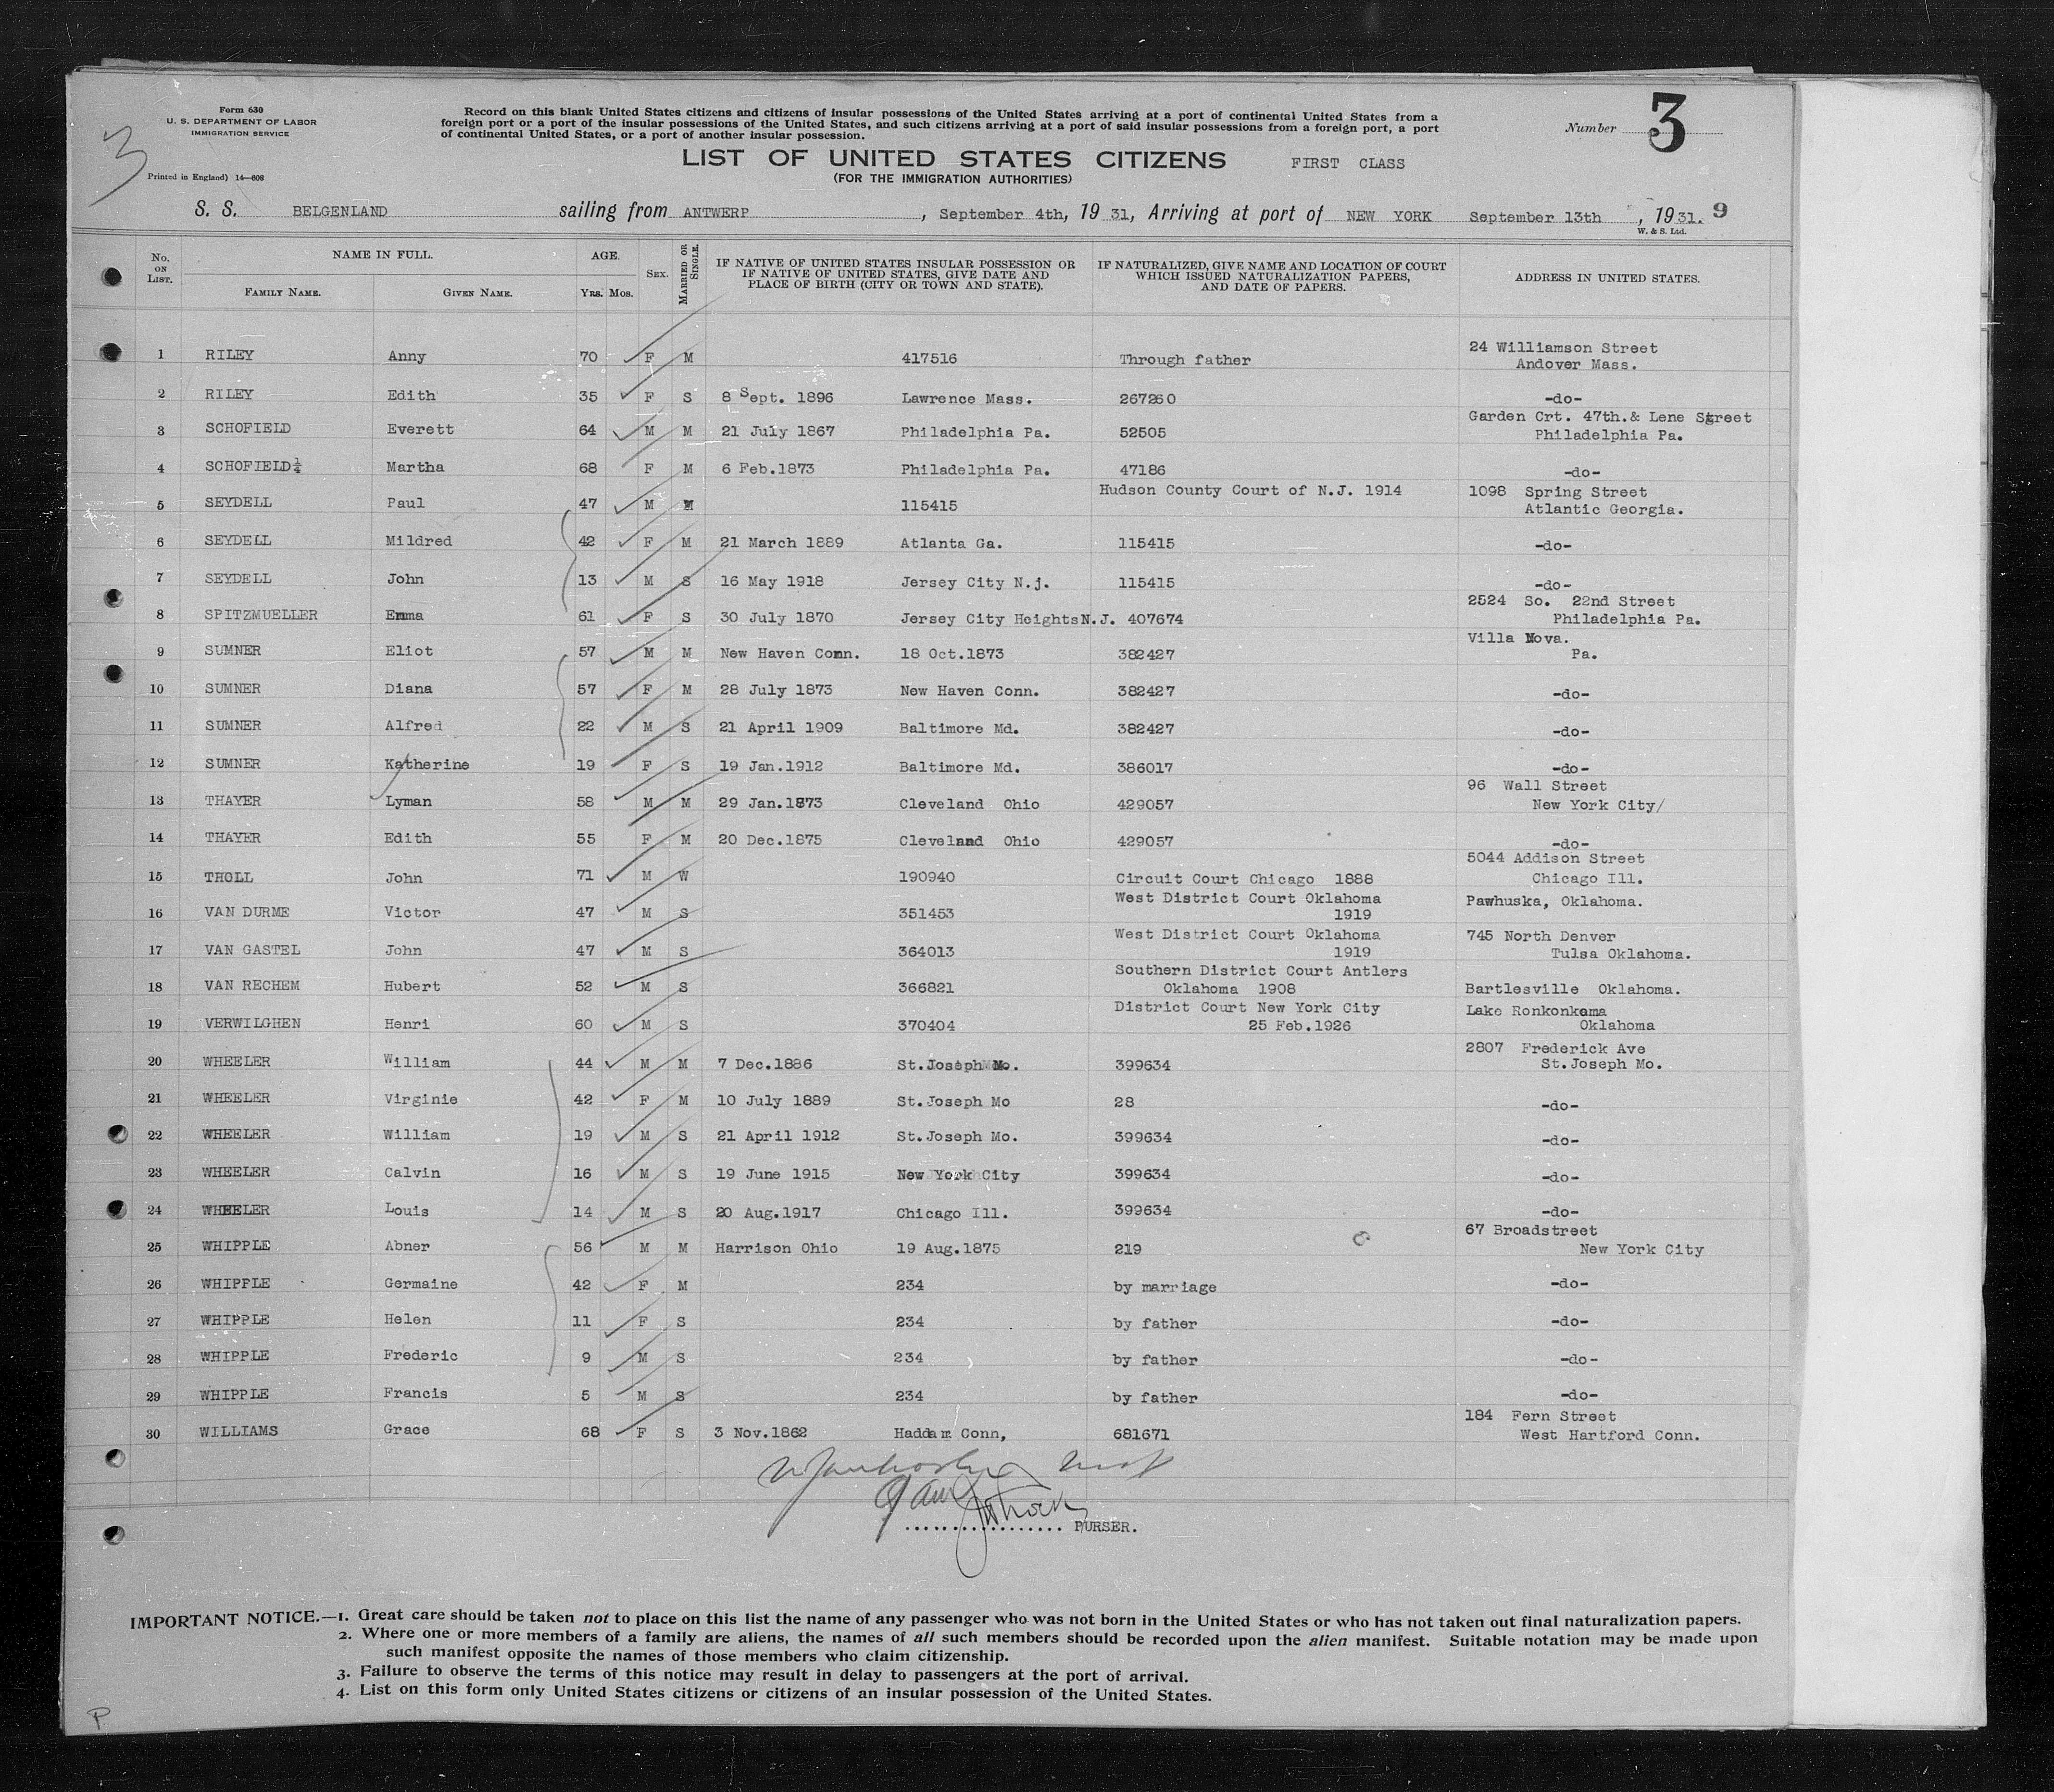 Form 630
U. S. DEPARTMENT OF LABOR
IMMIGRATION SERVICE
Printed in England) 14—608
3
Record on this blank United States citizens and citizens of insular possessions of the United States arriving at a port of continental United States from a
foreign port or a port of the insular possessions of the United States, and such citizens arriving at a port of said insular possessions from a foreign port, a port
of continental United States, or a port of another insular possession.
Number 3
LIST OF UNITED STATES CITIZENS FIRST CLASS
(FOR THE IMMIGRATION AUTHORITIES)
S. S. BELGENLAND sailing from ANTWERP, September 4th, 19 31, Arriving at port of NEW YORK September 13th, 19 31. 9
W. & S. Ltd.
No. ON LIST. NAME IN FULL. FAMILY NAME. GIVEN NAME. AGE. YRS. MOS. SEX. MARRIED OR SINGLE. IF NATIVE OF UNITED STATES INSULAR POSSESSION OR IF NATIVE OF UNITED STATES, GIVE DATE AND PLACE OF BIRTH (CITY OR TOWN AND STATE). IF NATURALIZED, GIVE NAME AND LOCATION OF COURT WHICH ISSUED NATURALIZATION PAPERS, AND DATE OF PAPERS. ADDRESS IN UNITED STATES.
1 RILEY Anny 70 F M 417516 Through father 24 Williamson Street Andover Mass.
2 RILEY Edith 35 F S 8 Sept. 1896 Lawrence Mass. 267260 -do-
3 SCHOFIELD Everett 64 M M 21 July 1867 Philadelphia Pa. 52505 Garden Crt. 47th.& Lene Street Philadelphia Pa.
4 SCHOFIELD¼ Martha 68 F M 6 Feb.1873 Philadelphia Pa. 47186 -do-
5 SEYDELL Paul 47 M M 115415 Hudson County Court of N.J. 1914 1098 Spring Street Atlantic Georgia.
6 SEYDELL Mildred 42 F M 21 March 1889 Atlanta Ga. 115415 -do-
7 SEYDELL John 13 M S 16 May 1918 Jersey City N.j. 115415 -do-
8 SPITZMUELLER Emma 61 F S 30 July 1870 Jersey City Heights N.J. 407674 2524 So. 22nd Street Philadelphia Pa.
9 SUMNER Eliot 57 M M New Haven Conn. 18 Oct.1873 382427 Villa Nova. Pa.
10 SUMNER Diana 57 F M 28 July 1873 New Haven Conn. 382427 -do-
11 SUMNER Alfred 22 M S 21 April 1909 Baltimore Md. 382427 -do-
12 SUMNER Katherine 19 F S 19 Jan.1912 Baltimore Md. 386017 -do-
13 THAYER Lyman 58 M M 29 Jan.1873 Cleveland Ohio 429057 96 Wall Street New York City/
14 THAYER Edith 55 F M 20 Dec.1875 Cleveland Ohio 429057 -do-
15 THOLL John 71 M W 190940 Circuit Court Chicago 1888 5044 Addison Street Chicago Ill.
16 VAN DURME Victor 47 M S 351453 West District Court Oklahoma 1919 Pawhuska, Oklahoma.
17 VAN GASTEL John 47 M S 364013 West District Court Oklahoma 1919 745 North Denver Tulsa Oklahoma.
18 VAN RECHEM Hubert 52 M S 366821 Southern District Court Antlers Oklahoma 1908 Bartlesville Oklahoma.
19 VERWILGHEN Henri 60 M S 370404 District Court New York City 25 Feb.1926 Lake Ronkonkoma Oklahoma
20 WHEELER William 44 M M 7 Dec.1886 St.Joseph Mo. 399634 2807 Frederick Ave St.Joseph Mo.
21 WHEELER Virginie 42 F M 10 July 1889 St.Joseph Mo 28 -do-
22 WHEELER William 19 M S 21 April 1912 St.Joseph Mo. 399634 -do-
23 WHEELER Calvin 16 M S 19 June 1915 New York City 399634 -do-
24 WHEELER Louis 14 M S 20 Aug.1917 Chicago Ill. 399634 -do-
25 WHIPPLE Abner 56 M M Harrison Ohio 19 Aug.1875 219 67 Broadstreet New York City
26 WHIPPLE Germaine 42 F M 234 by marriage -do-
27 WHIPPLE Helen 11 F S 234 by father -do-
28 WHIPPLE Frederic 9 M S 234 by father -do-
29 WHIPPLE Francis 5 M S 234 by father -do-
30 WILLIAMS Grace 68 F S 3 Nov.1862 Haddam Conn, 681671 184 Fern Street West Hartford Conn.
PURSER.
IMPORTANT NOTICE.—1. Great care should be taken not to place on this list the name of any passenger who was not born in the United States or who has not taken out final naturalization papers.
2. Where one or more members of a family are aliens, the names of all such members should be recorded upon the alien manifest. Suitable notation may be made upon
such manifest opposite the names of those members who claim citizenship.
3. Failure to observe the terms of this notice may result in delay to passengers at the port of arrival.
4. List on this form only United States citizens or citizens of an insular possession of the United States.
P